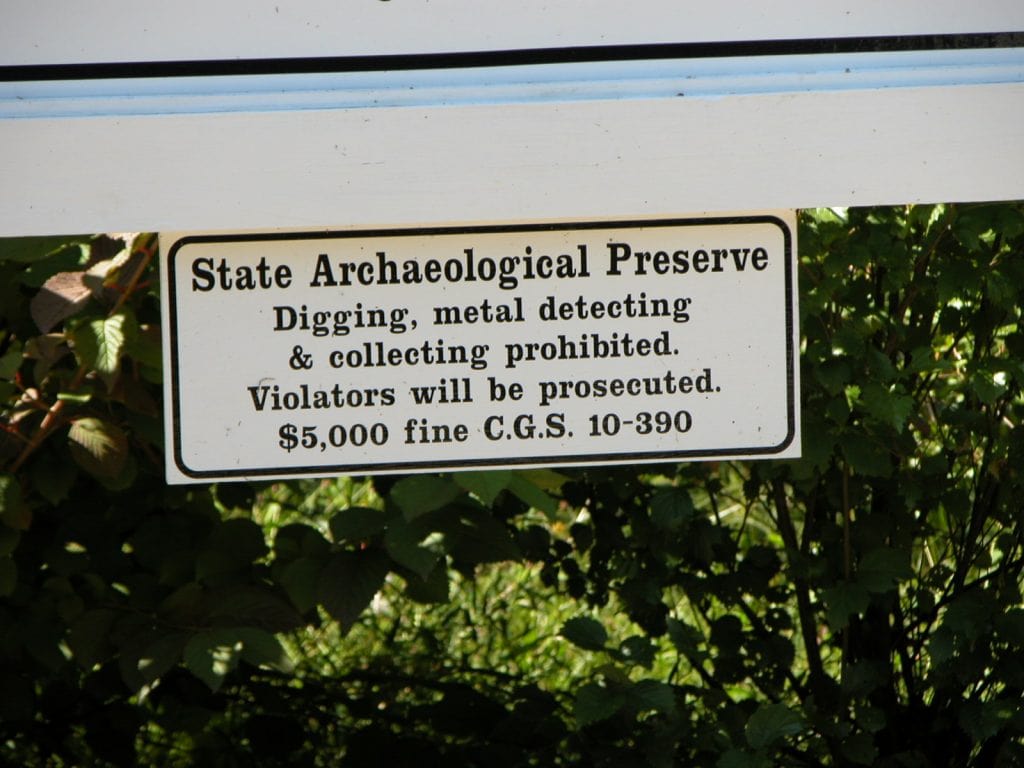 State Archaeological Preserve
Digging, metal detecting
& collecting prohibited.
Violators will be prosecuted.
$5,000 fine C.G.S. 10-390